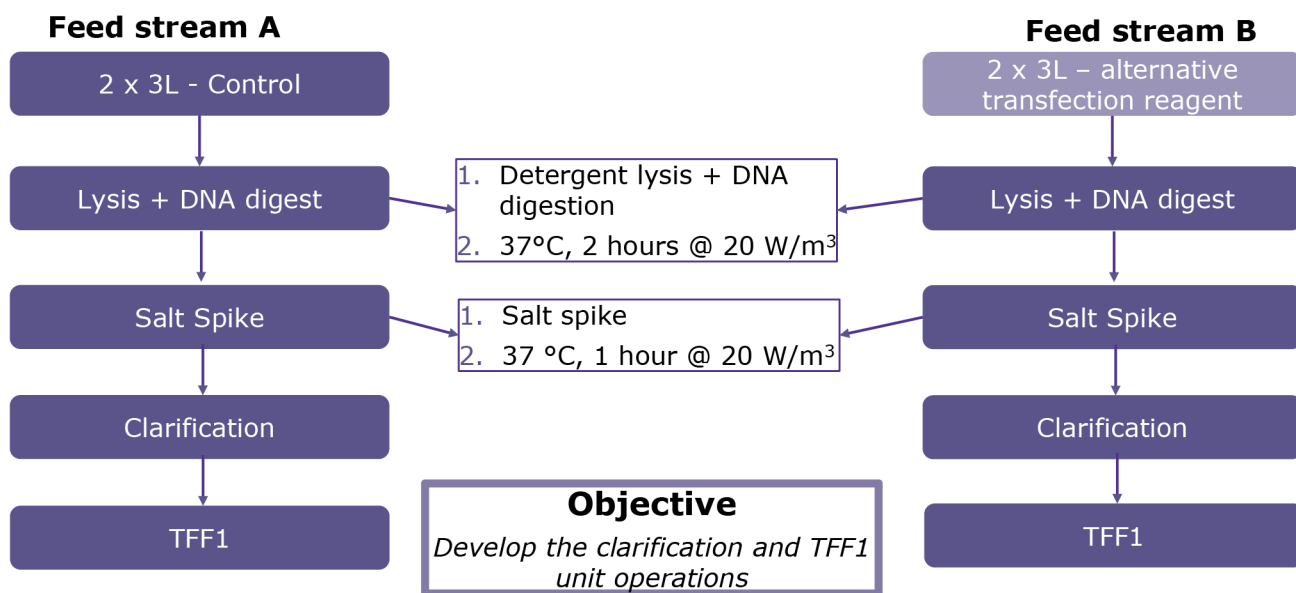 Feed stream A
2 x 3L - Control
Lysis + DNA digest
Salt Spike
Clarification
TFF1
1. Detergent lysis + DNA
digestion
2. 37°C, 2 hours @ 20 W/m³
1. Salt spike
2. 37 °C, 1 hour @ 20 W/m³
Objective
Develop the clarification and TFF1
unit operations
Feed stream B
2 x 3L – alternative
transfection reagent
Lysis + DNA digest
Salt Spike
Clarification
TFF1